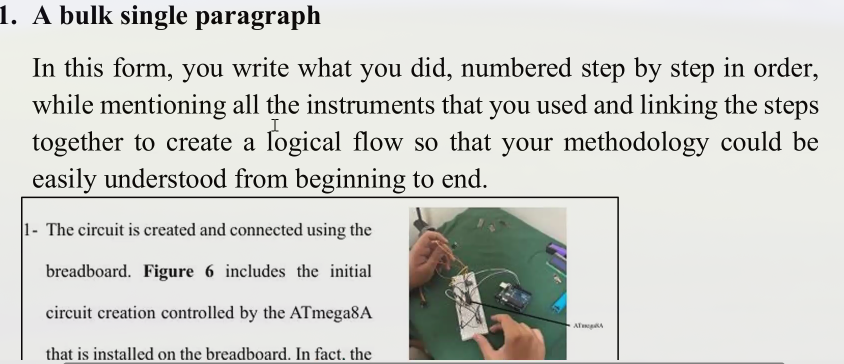 1. A bulk single paragraph
In this form, you write what you did, numbered step by step in order,
while mentioning all the instruments that you used and linking the steps
together to create a logical flow so that your methodology could be
easily understood from beginning to end.
1- The circuit is created and connected using the
breadboard. Figure 6 includes the initial
circuit creation controlled by the ATmega8A
that is installed on the breadboard. In fact, the
ATmega8A